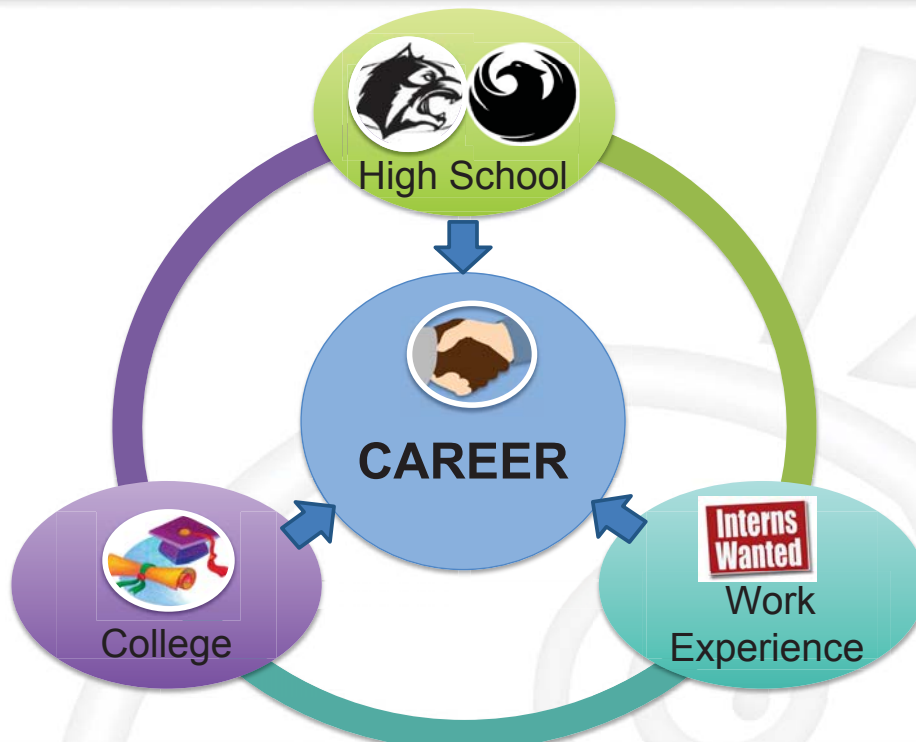 High School
CAREER
College
Interns
Wanted
Work
Experience